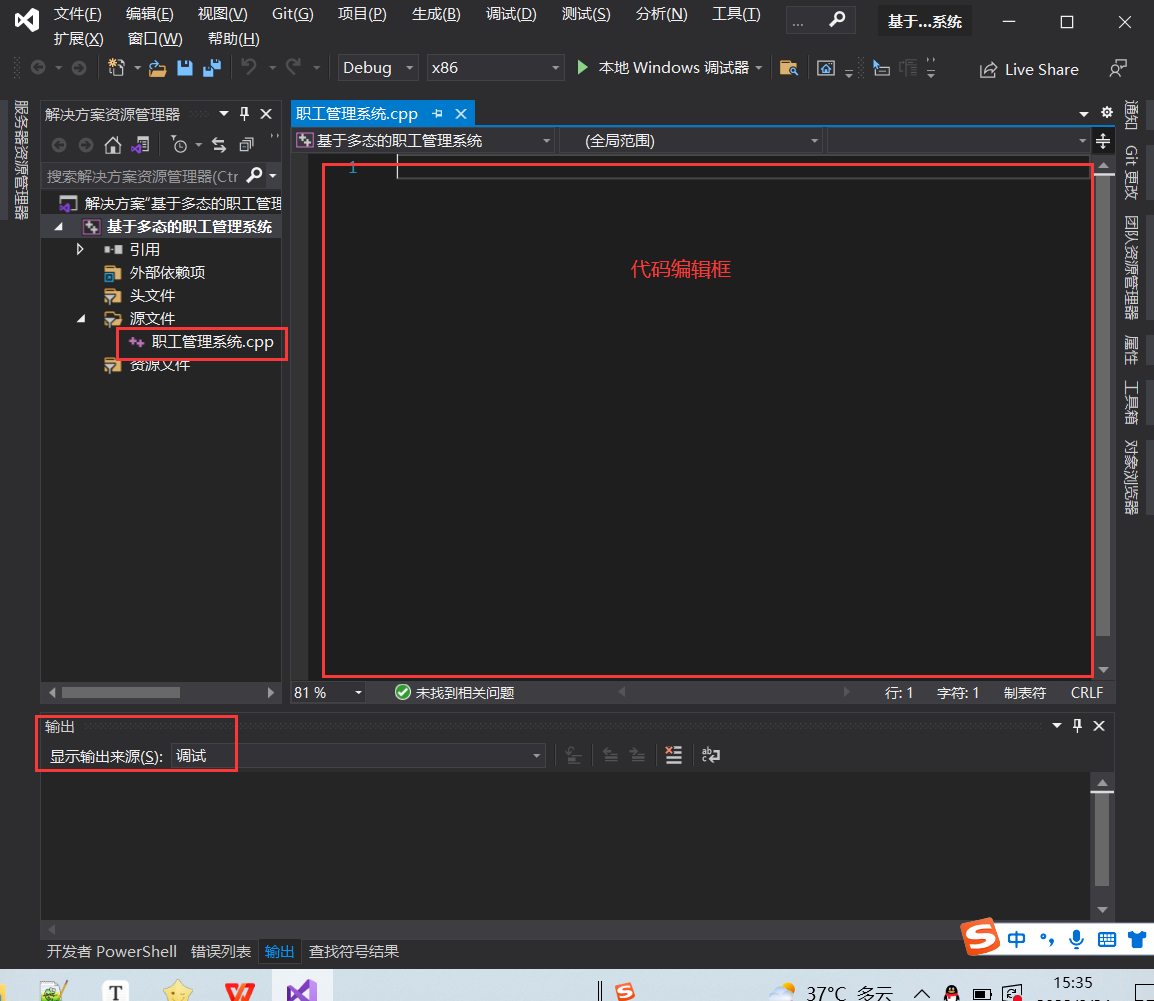 文件(F) 编辑(E) 视图(V) Git(G) 项目(P) 生成(B) 调试(D) 测试(S) 分析(N) 工具(T) ... 基于...系统
扩展(X) 窗口(W) 帮助(H)
Debug x86 本地 Windows 调试器 Live Share
服务器资源管理器
解决方案资源管理器
搜索解决方案资源管理器(Ctr
解决方案"基于多态的职工管理
基于多态的职工管理系统
引用
外部依赖项
头文件
源文件
职工管理系统.cpp
资源文件
职工管理系统.cpp
基于多态的职工管理系统 (全局范围)
1
代码编辑框
81 % 未找到相关问题 行: 1 字符: 1 制表符 CRLF
通知
Git 更改
团队资源管理器
属性
工具箱
对象浏览器
输出
显示输出来源(S): 调试
开发者 PowerShell 错误列表 输出 查找符号结果
中
37°C 多云
15:35